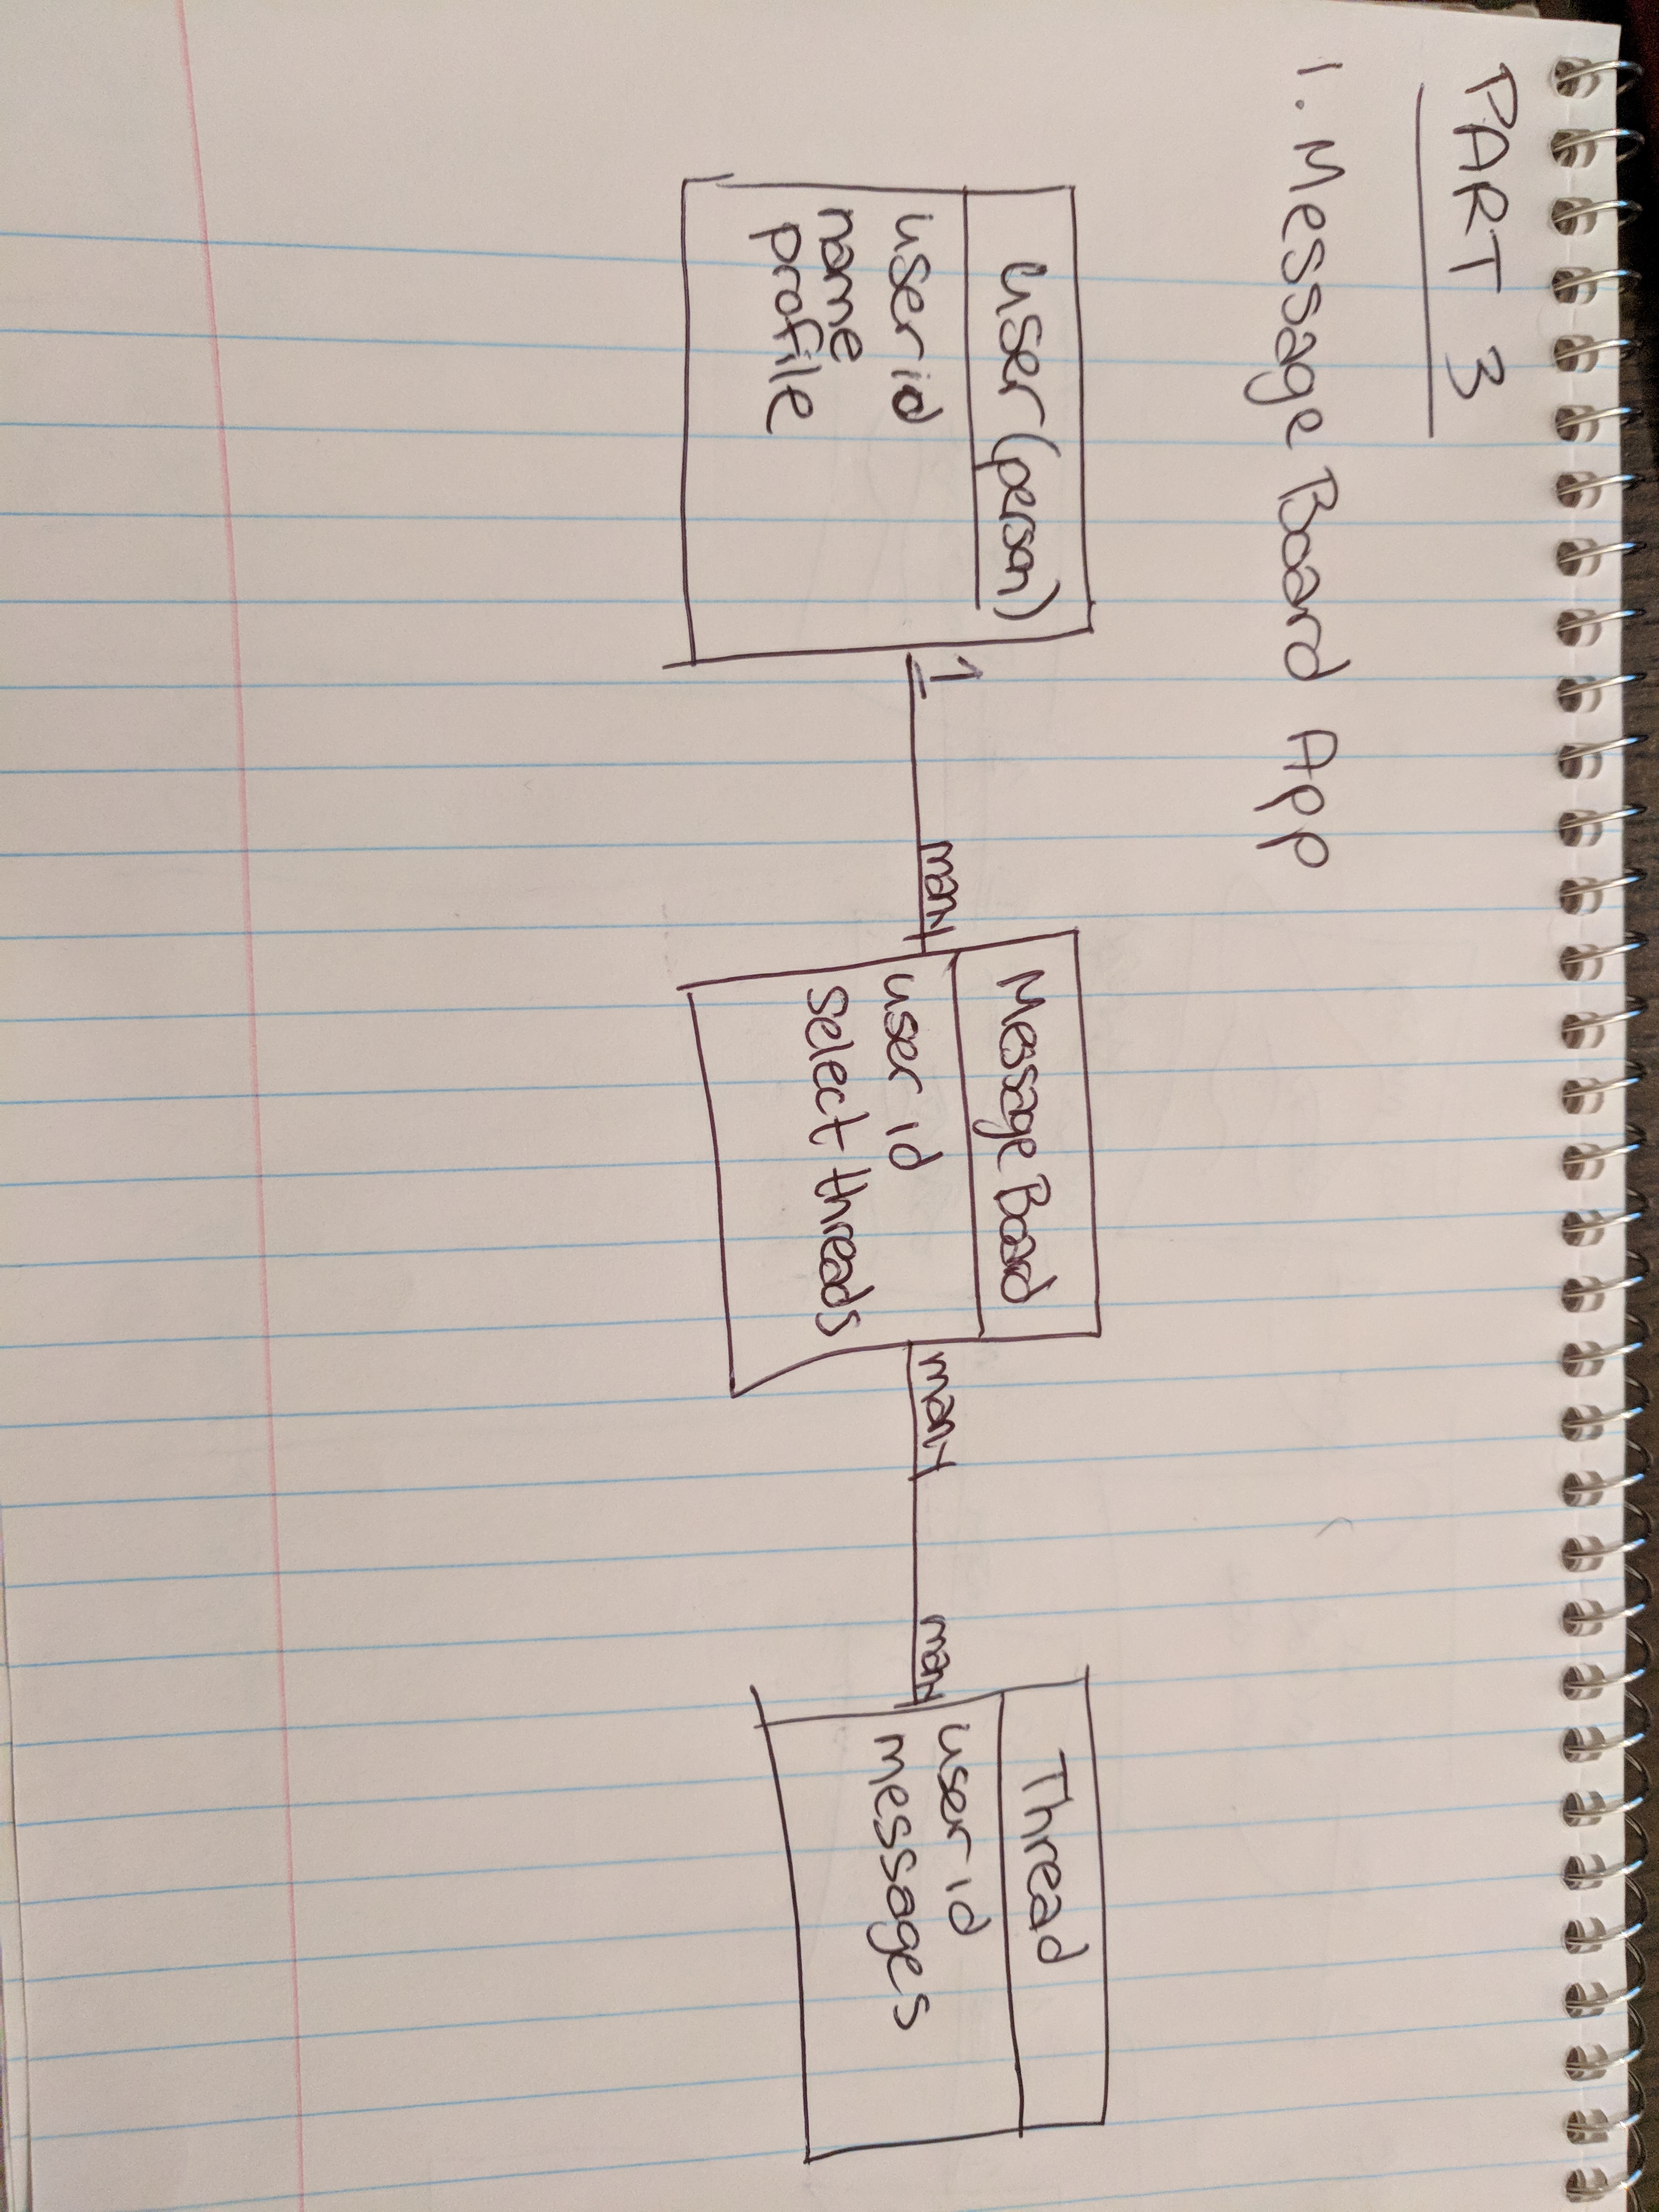 PART 3
1. Message Board App
user (person)
user id
name
profile
1
many
Message Board
user id
select threads
many
many
Thread
user id
messages